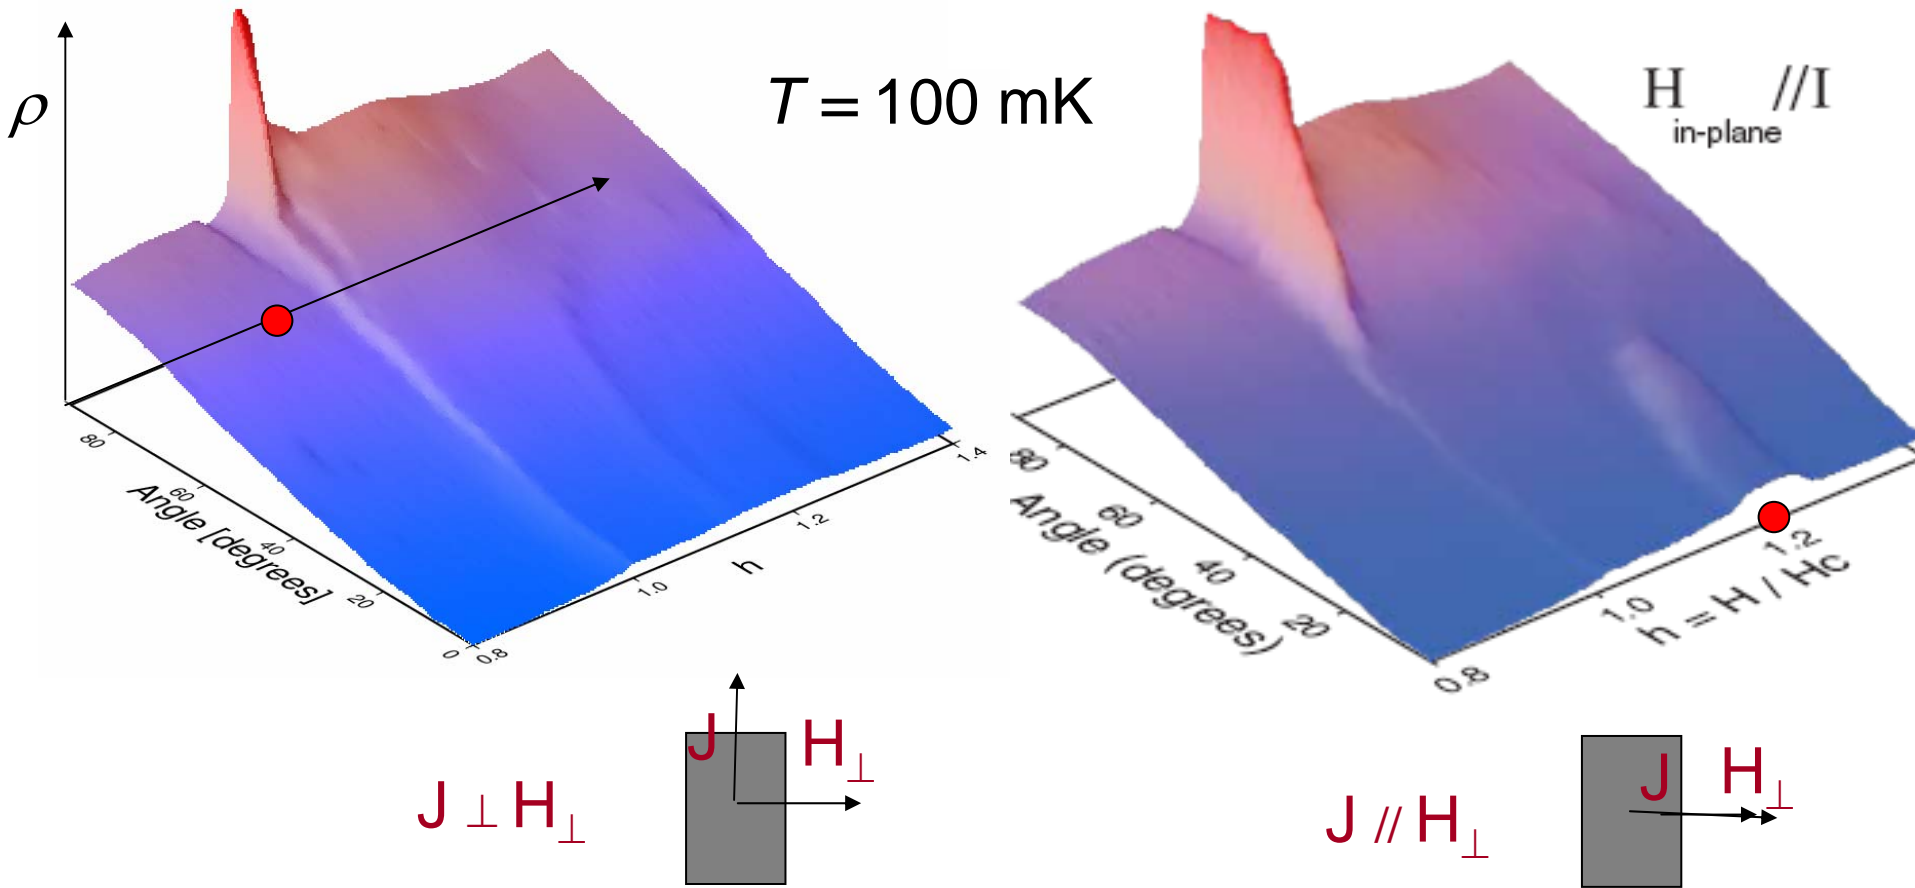 ρ
T = 100 mK
80
60
40
20
0
Angle [degrees]
0.8
1.0
1.2
1.4
h
J
H⊥
J ⊥ H⊥
H in-plane //I
80
60
40
20
Angle (degrees)
0.8
1.0
1.2
h = H / Hc
J
H⊥
J // H⊥